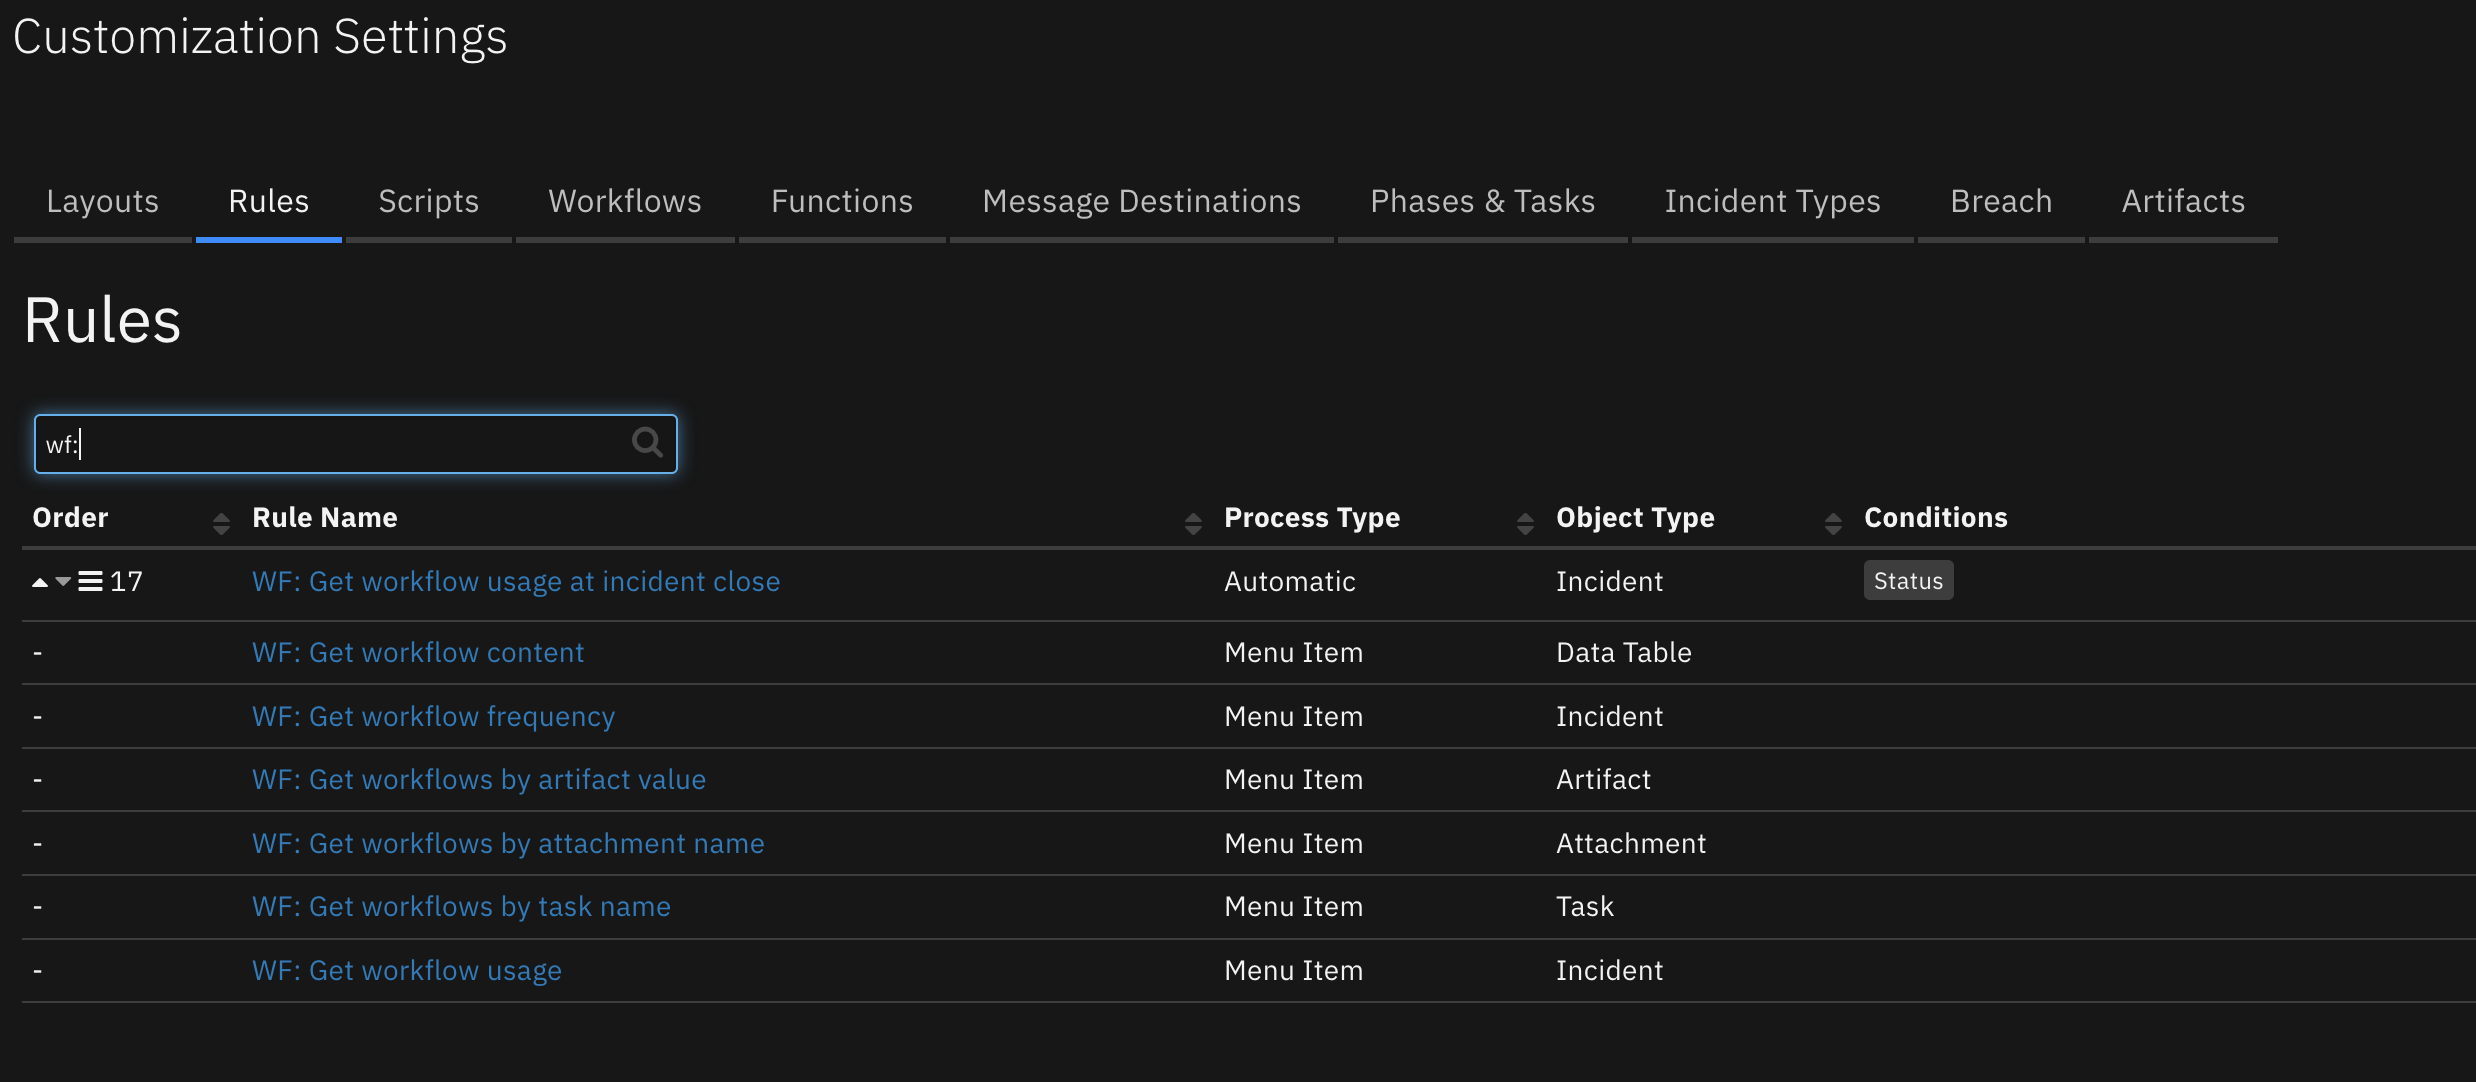 Customization Settings
Layouts Rules Scripts Workflows Functions Message Destinations Phases & Tasks Incident Types Breach Artifacts
Rules
wf:
Order Rule Name Process Type Object Type Conditions
17 WF: Get workflow usage at incident close Automatic Incident Status
- WF: Get workflow content Menu Item Data Table
- WF: Get workflow frequency Menu Item Incident
- WF: Get workflows by artifact value Menu Item Artifact
- WF: Get workflows by attachment name Menu Item Attachment
- WF: Get workflows by task name Menu Item Task
- WF: Get workflow usage Menu Item Incident